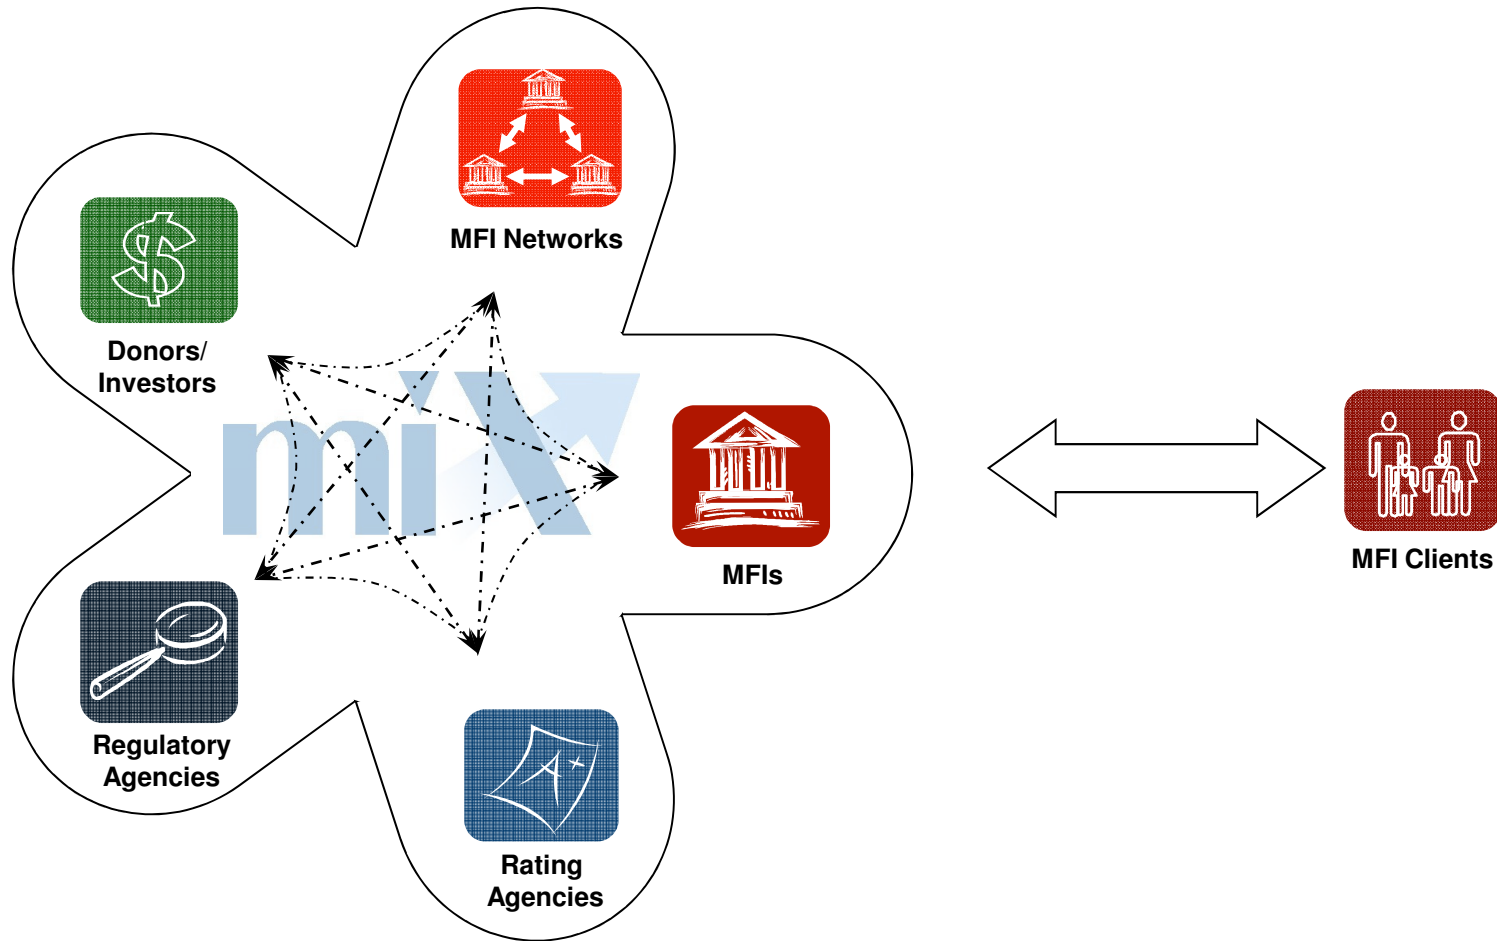 MFI Networks
Donors/
Investors
miX
MFIs
MFI Clients
Regulatory
Agencies
A+
Rating
Agencies